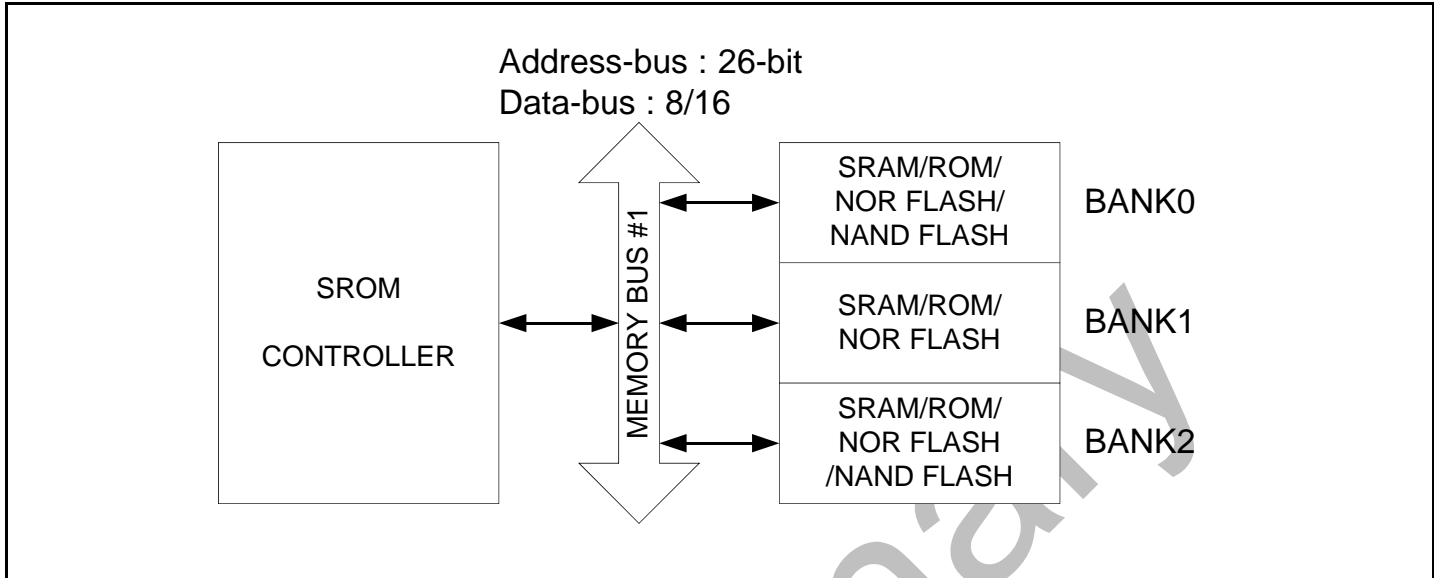 Address-bus : 26-bit
Data-bus : 8/16
SROM
CONTROLLER
MEMORY BUS #1
SRAM/ROM/
NOR FLASH/
NAND FLASH
BANK0
SRAM/ROM/
NOR FLASH
BANK1
SRAM/ROM/
NOR FLASH
/NAND FLASH
BANK2